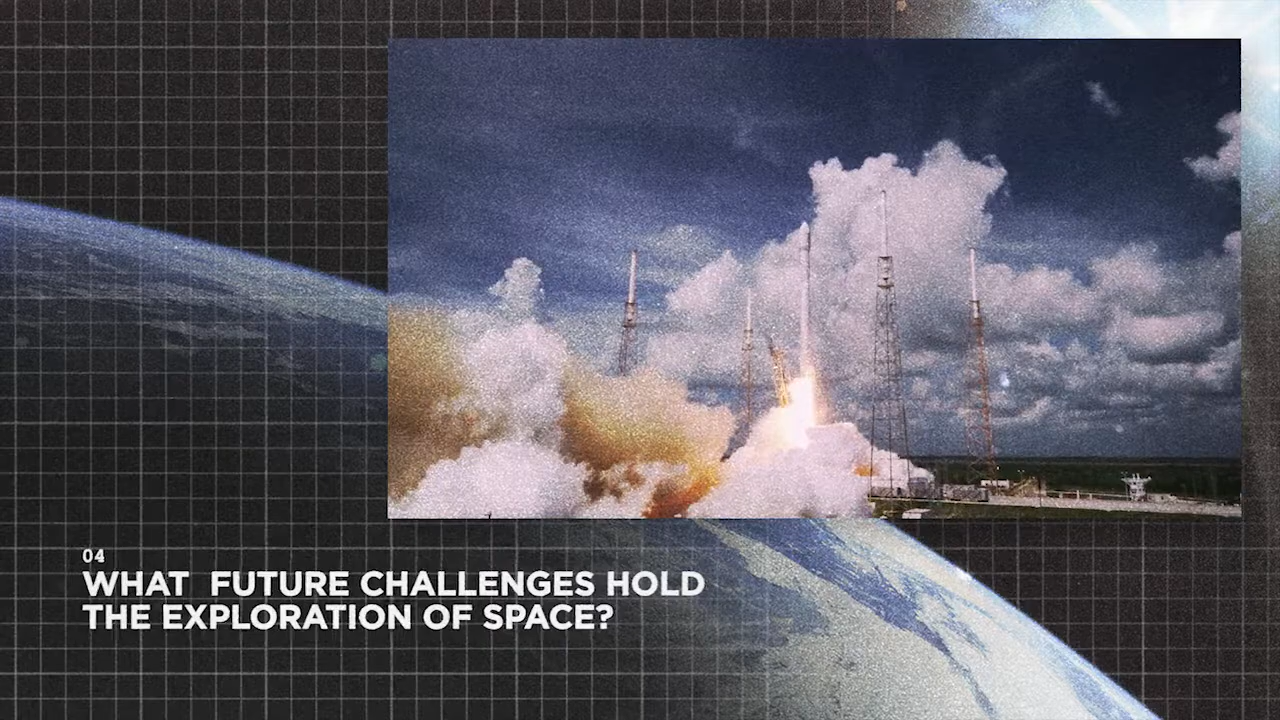 04
WHAT  FUTURE CHALLENGES HOLD
THE EXPLORATION OF SPACE?